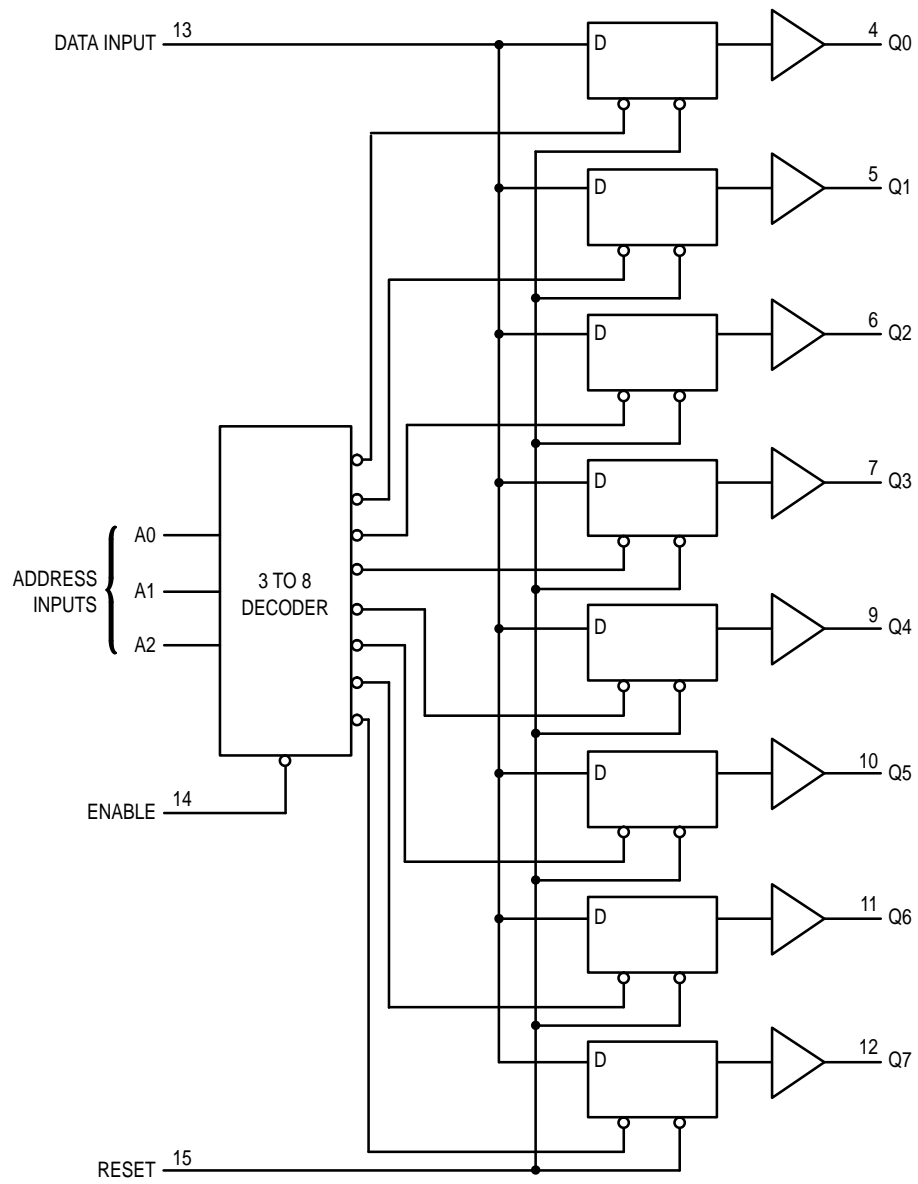 DATA INPUT 13
D
4 Q0
D
5 Q1
D
6 Q2
D
7 Q3
ADDRESS
INPUTS
A0
A1
A2
3 TO 8
DECODER
D
9 Q4
D
10 Q5
ENABLE 14
D
11 Q6
D
12 Q7
RESET 15